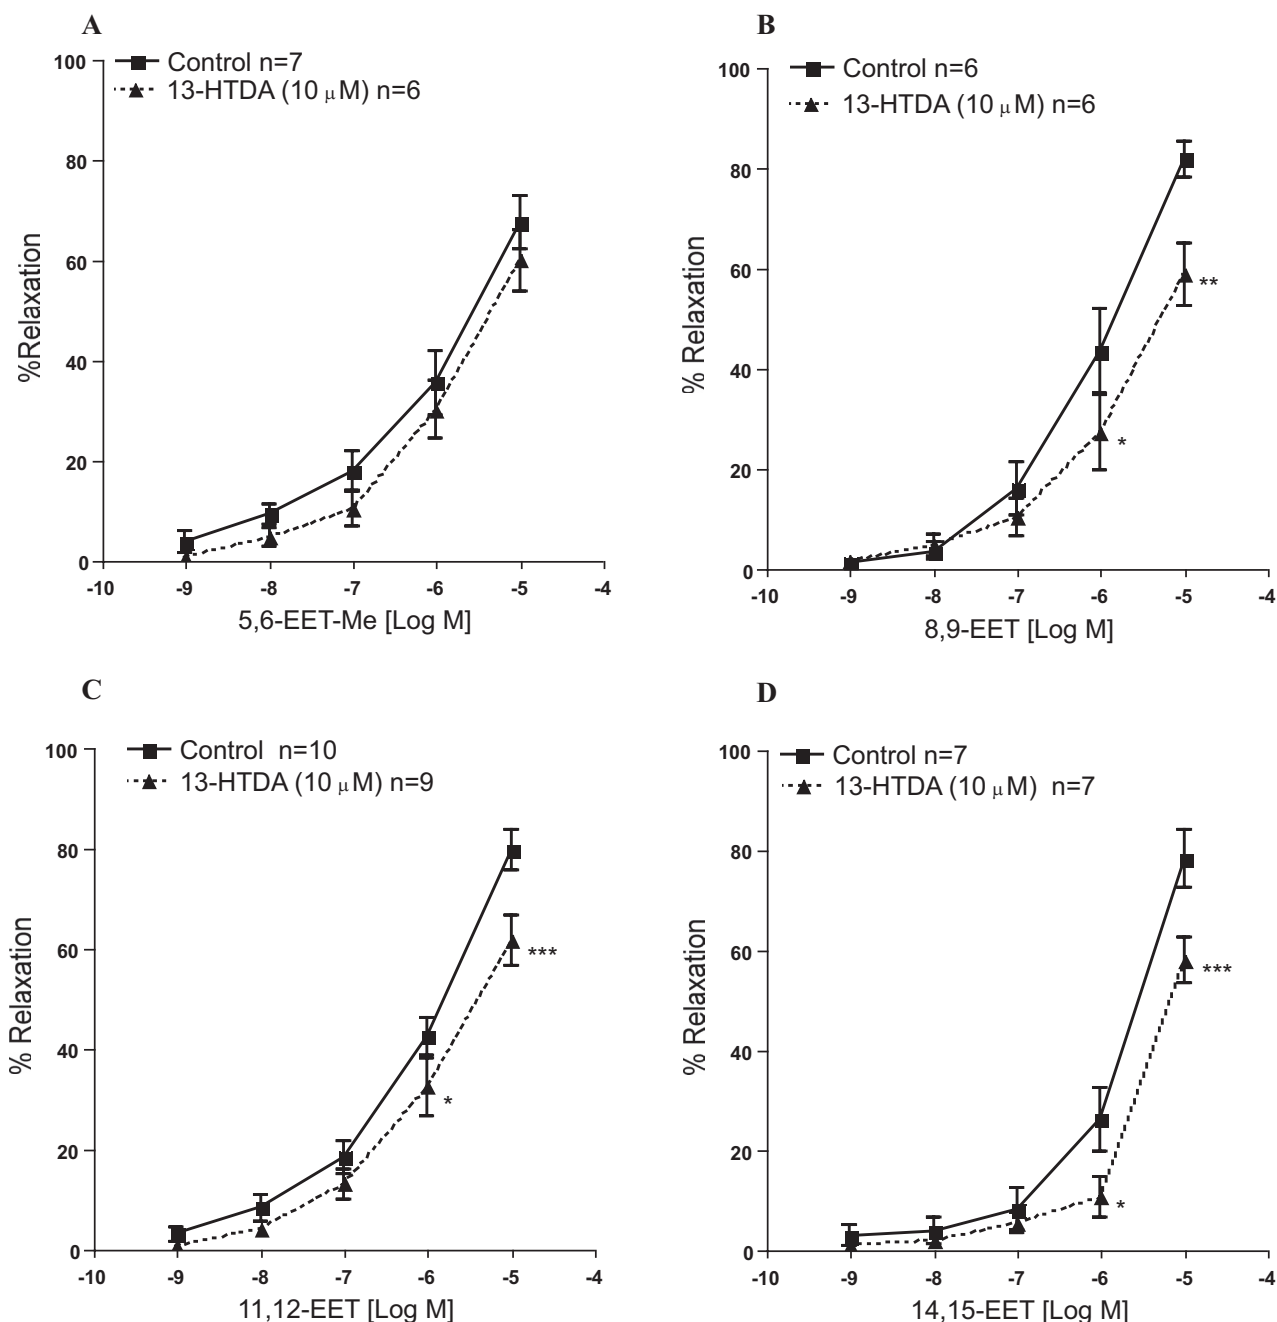 A
Control n=7
13-HTDA (10 μM) n=6
100
80
60
40
20
0
%Relaxation
-10 -9 -8 -7 -6 -5 -4
5,6-EET-Me [Log M]
B
Control n=6
13-HTDA (10 μM) n=6
100
80
60
40
20
0
% Relaxation
**
*
-10 -9 -8 -7 -6 -5 -4
8,9-EET [Log M]
C
Control n=10
13-HTDA (10 μM) n=9
100
80
60
40
20
0
% Relaxation
***
*
-10 -9 -8 -7 -6 -5 -4
11,12-EET [Log M]
D
Control n=7
13-HTDA (10 μM) n=7
100
80
60
40
20
0
% Relaxation
***
*
-10 -9 -8 -7 -6 -5 -4
14,15-EET [Log M]